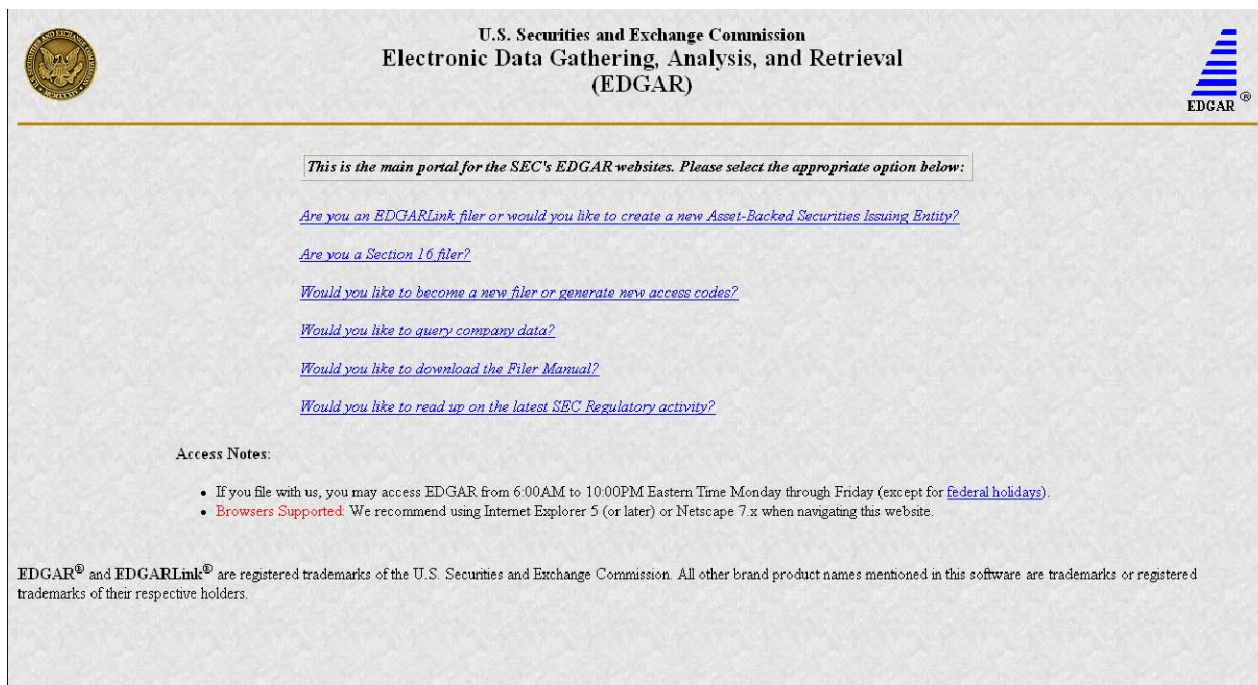 U.S. Securities and Exchange Commission
Electronic Data Gathering, Analysis, and Retrieval
(EDGAR)
EDGAR ®
This is the main portal for the SEC's EDGAR websites. Please select the appropriate option below:
Are you an EDGARLink filer or would you like to create a new Asset-Backed Securities Issuing Entity?
Are you a Section 16 filer?
Would you like to become a new filer or generate new access codes?
Would you like to query company data?
Would you like to download the Filer Manual?
Would you like to read up on the latest SEC Regulatory activity?
Access Notes:
• If you file with us, you may access EDGAR from 6:00AM to 10:00PM Eastern Time Monday through Friday (except for federal holidays).
• Browsers Supported: We recommend using Internet Explorer 5 (or later) or Netscape 7.x when navigating this website.
EDGAR® and EDGARLink® are registered trademarks of the U.S. Securities and Exchange Commission. All other brand product names mentioned in this software are trademarks or registered
trademarks of their respective holders.